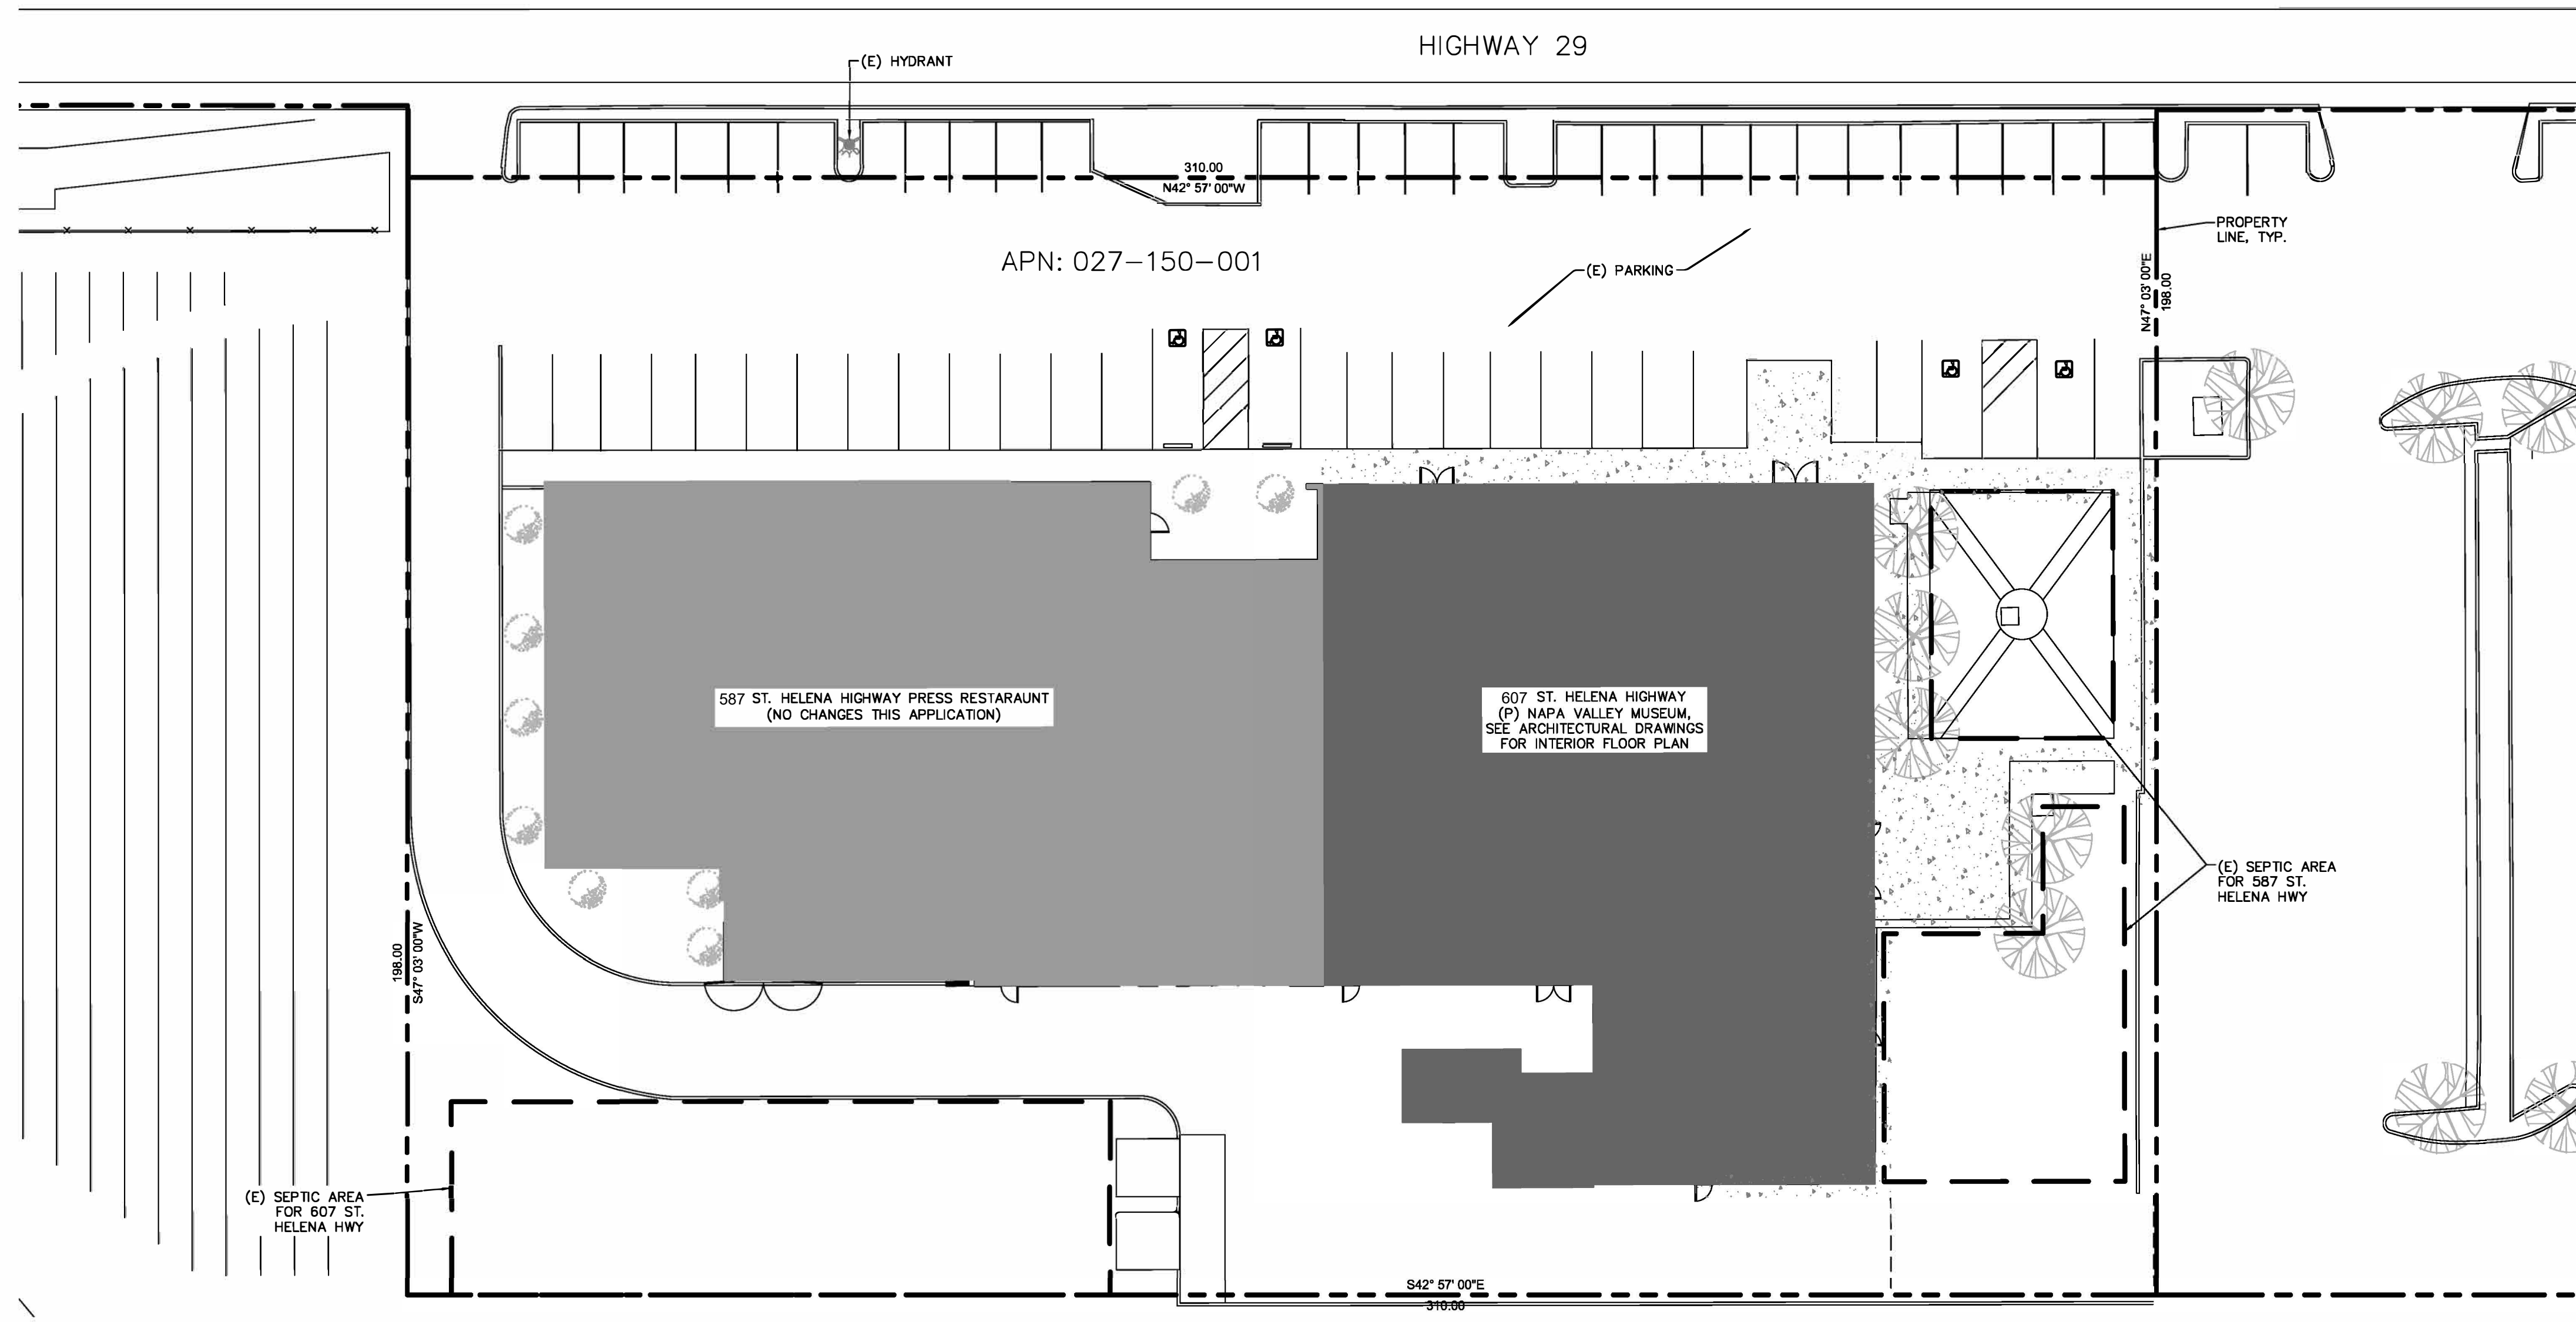 HIGHWAY 29
(E) HYDRANT
310.00
N42° 57' 00"W
PROPERTY
LINE, TYP.
APN: 027-150-001
(E) PARKING
N47° 03' 00"E
198.00
587 ST. HELENA HIGHWAY PRESS RESTARAUNT
(NO CHANGES THIS APPLICATION)
607 ST. HELENA HIGHWAY
(P) NAPA VALLEY MUSEUM,
SEE ARCHITECTURAL DRAWINGS
FOR INTERIOR FLOOR PLAN
(E) SEPTIC AREA
FOR 587 ST.
HELENA HWY
198.00
S47° 03' 00"W
(E) SEPTIC AREA
FOR 607 ST.
HELENA HWY
S42° 57' 00"E
310.00